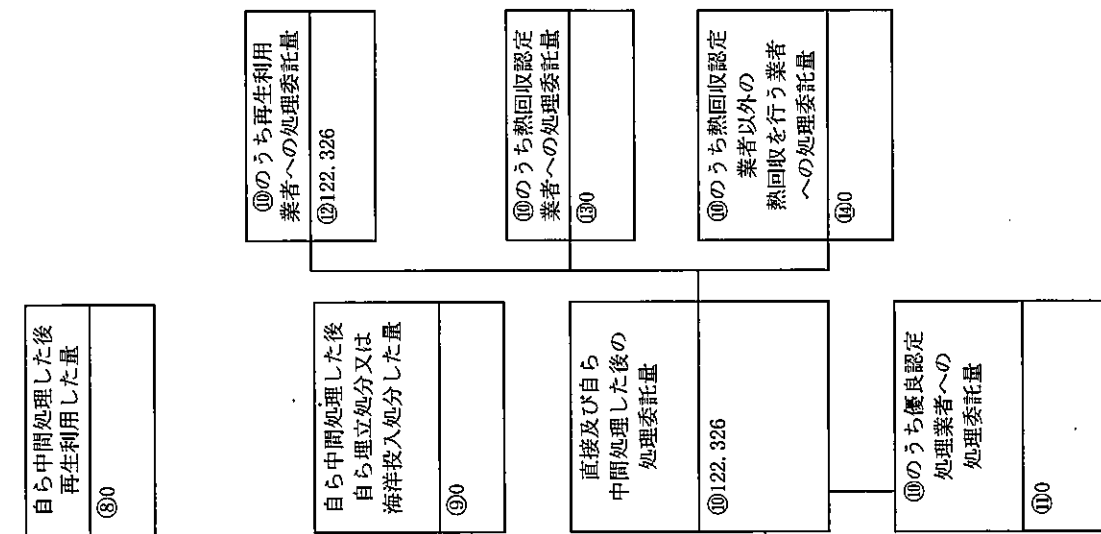 自ら中間処理した後
再生利用した量
⑧0
自ら中間処理した後
自ら埋立処分又は
海洋投入処分した量
⑨0
直接及び自ら
中間処理した後の
処理委託量
⑩122.326
⑩のうち優良認定
処理業者への
処理委託量
⑪0
⑩のうち再生利用
業者への処理委託量
⑫122.326
⑩のうち熱回収認定
業者への処理委託量
⑬0
⑩のうち熱回収認定
業者以外の
熱回収を行う業者
への処理委託量
⑭0